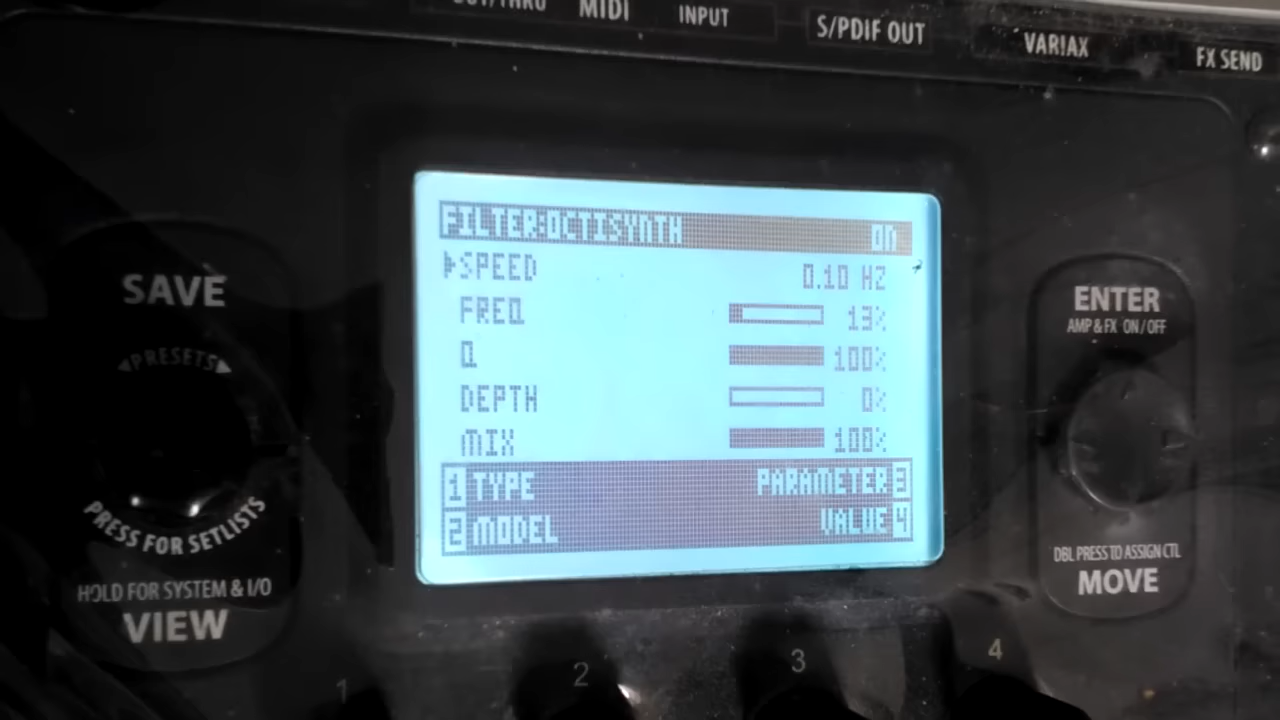 OUT/THRU MIDI INPUT S/PDIF OUT VARIAX FX SEND
FILTER:OCTISYNTH ON
SPEED 0.10 HZ
FREQ 13%
Q 100%
DEPTH 0%
MIX 100%
1 TYPE PARAMETER 3
2 MODEL VALUE 4
SAVE
PRESETS
PRESS FOR SETLISTS
HOLD FOR SYSTEM & I/O
VIEW
ENTER
AMP & FX ON/OFF
DBL PRESS TO ASSIGN CTL
MOVE
1 2 3 4